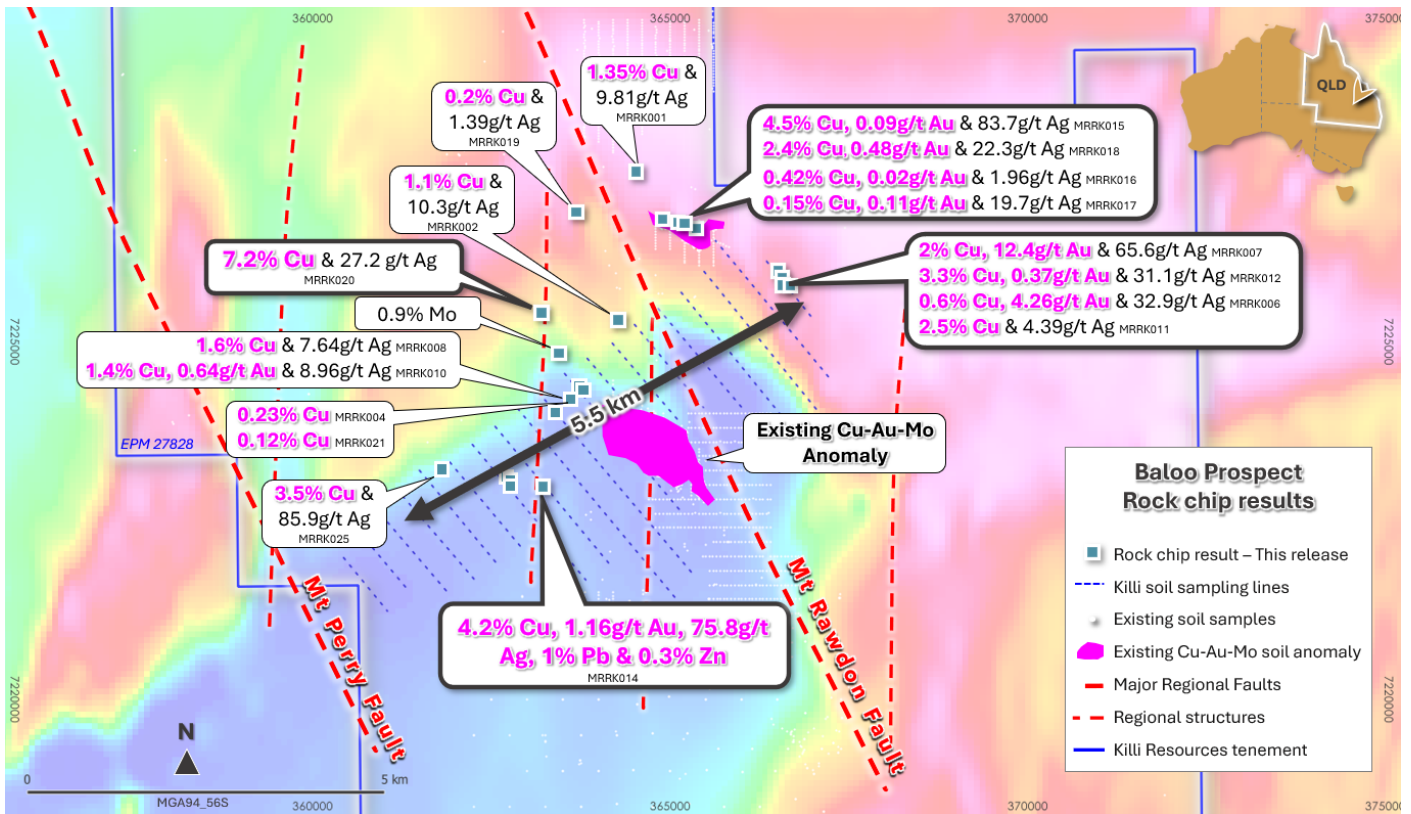 360000
365000
370000
375000
QLD
1.35% Cu &
9.81g/t Ag
MRRK001
0.2% Cu &
1.39g/t Ag
MRRK019
4.5% Cu, 0.09g/t Au & 83.7g/t Ag MRRK015
2.4% Cu,0.48g/t Au & 22.3g/t Ag MRRK018
0.42% Cu, 0.02g/t Au & 1.96g/t Ag MRRK016
0.15% Cu, 0.11g/t Au & 19.7g/t Ag MRRK017
1.1% Cu &
10.3g/t Ag
MRRK002
7.2% Cu & 27.2 g/t Ag
MRRK020
2% Cu, 12.4g/t Au & 65.6g/t Ag MRRK007
3.3% Cu, 0.37g/t Au & 31.1g/t Ag MRRK012
0.6% Cu, 4.26g/t Au & 32.9g/t Ag MRRK006
2.5% Cu & 4.39g/t Ag MRRK011
0.9% Mo
7225000
7225000
1.6% Cu & 7.64g/t Ag MRRK008
1.4% Cu, 0.64g/t Au & 8.96g/t Ag MRRK010
0.23% Cu MRRK004
0.12% Cu MRRK021
5.5 km
EPM 27828
Existing Cu-Au-Mo
Anomaly
3.5% Cu &
85.9g/t Ag
MRRK025
4.2% Cu, 1.16g/t Au, 75.8g/t
Ag, 1% Pb & 0.3% Zn
MRRK014
Mt Perry Fault
Mt Rawdon Fault
Baloo Prospect
Rock chip results
Rock chip result – This release
Killi soil sampling lines
Existing soil samples
Existing Cu-Au-Mo soil anomaly
Major Regional Faults
Regional structures
Killi Resources tenement
7220000
7220000
N
0
5 km
MGA94_56S
360000
365000
370000
375000